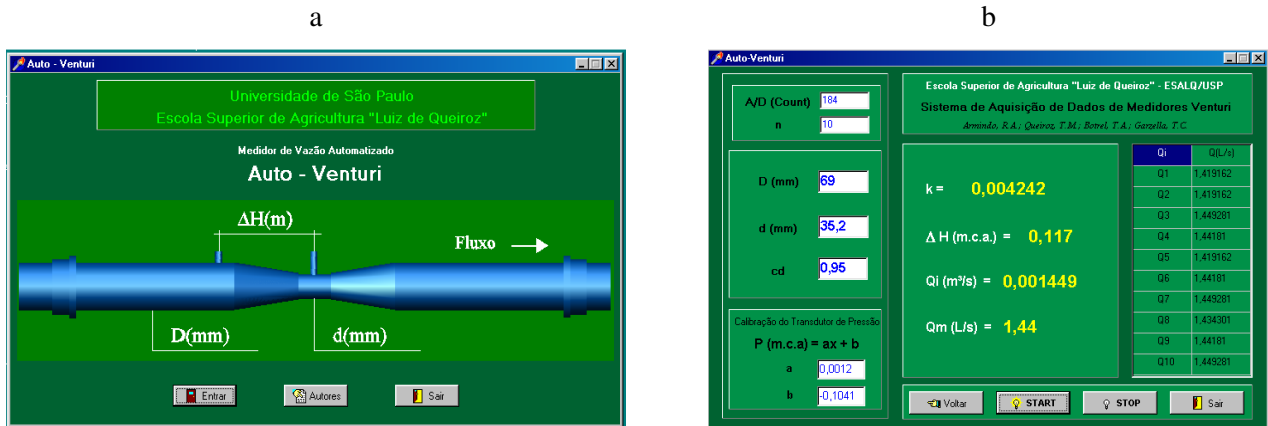 a
b
Auto - Venturi
Universidade de São Paulo
Escola Superior de Agricultura "Luiz de Queiroz"
Medidor de Vazão Automatizado
Auto - Venturi
ΔH(m)
Fluxo
D(mm)
d(mm)
Entrar
Autores
Sair
Auto-Venturi
A/D (Count) 184
n 10
D (mm) 69
d (mm) 35,2
cd 0,95
Calibração do Transdutor de Pressão
P (m.c.a) = ax + b
a 0,0012
b -0,1041
Escola Superior de Agricultura "Luiz de Queiroz" - ESALQ/USP
Sistema de Aquisição de Dados de Medidores Venturi
Armindo, R.A.; Queiroz, T.M.; Botrel, T.A.; Garzella, T.C.
k = 0,004242
Δ H (m.c.a.) = 0,117
Qi (m³/s) = 0,001449
Qm (L/s) = 1,44
Qi Q(L/s)
Q1 1,419162
Q2 1,419162
Q3 1,449281
Q4 1,44181
Q5 1,419162
Q6 1,44181
Q7 1,449281
Q8 1,434301
Q9 1,44181
Q10 1,449281
Voltar
START
STOP
Sair